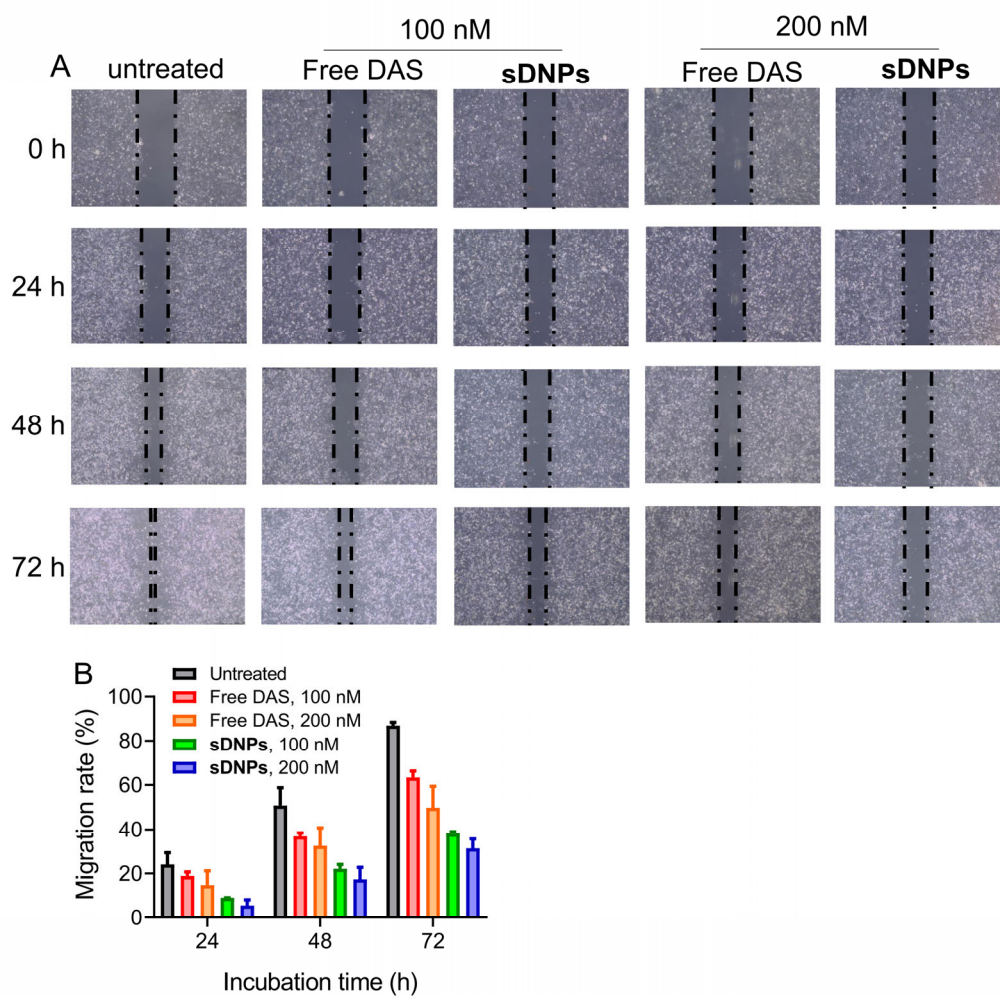 100 nM 200 nM
A untreated Free DAS sDNPs Free DAS sDNPs
0 h
24 h
48 h
72 h
B
Untreated
Free DAS, 100 nM
Free DAS, 200 nM
sDNPs, 100 nM
sDNPs, 200 nM
Migration rate (%)
100
80
60
40
20
0
24 48 72
Incubation time (h)